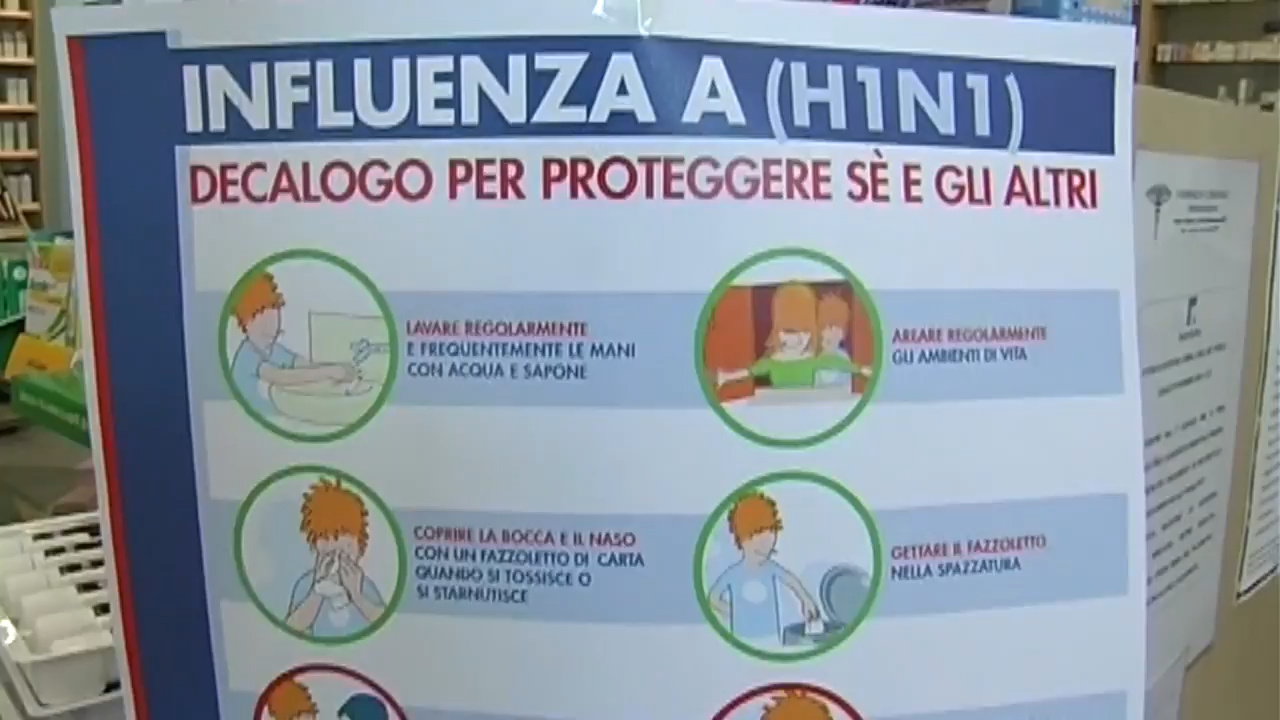 INFLUENZA A (H1N1)
DECALOGO PER PROTEGGERE SÈ E GLI ALTRI
LAVARE REGOLARMENTE
E FREQUENTEMENTE LE MANI
CON ACQUA E SAPONE
AREARE REGOLARMENTE
GLI AMBIENTI DI VITA
COPRIRE LA BOCCA E IL NASO
CON UN FAZZOLETTO DI CARTA
QUANDO SI TOSSISCE O
SI STARNUTISCE
GETTARE IL FAZZOLETTO
NELLA SPAZZATURA